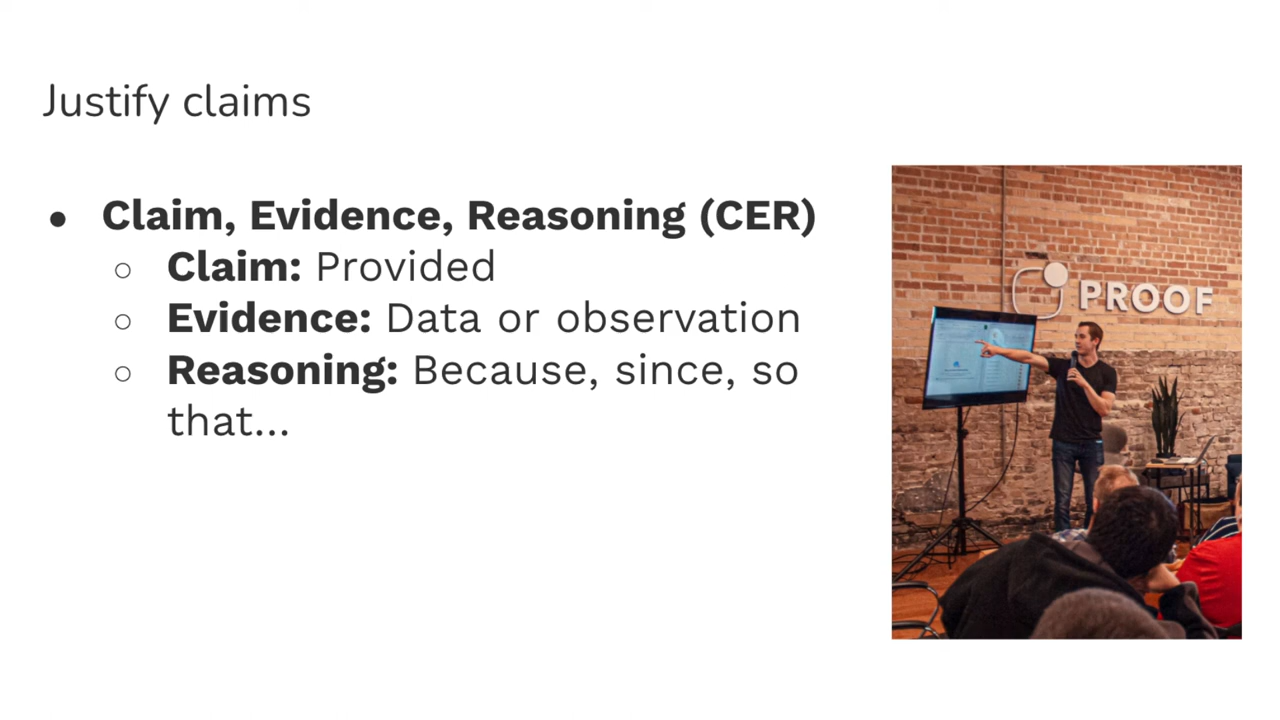 Justify claims
● Claim, Evidence, Reasoning (CER)
○ Claim: Provided
○ Evidence: Data or observation
○ Reasoning: Because, since, so
that...
PROOF